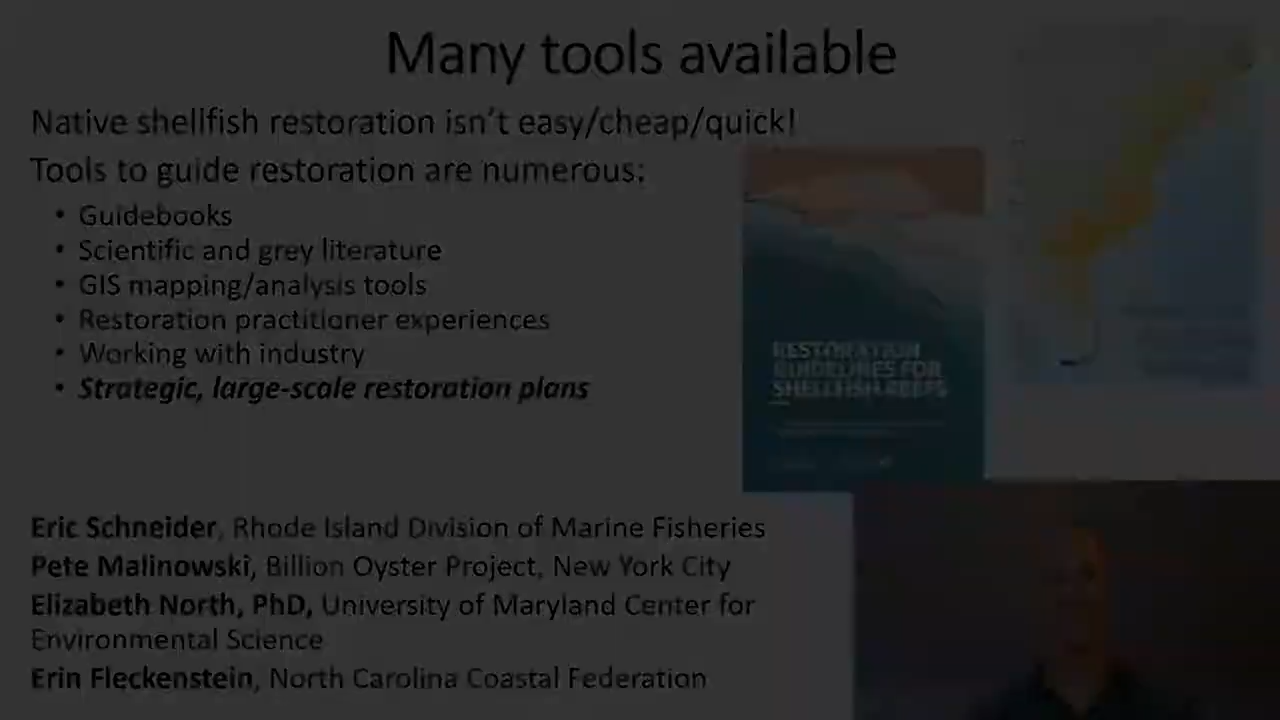 Many tools available
Native shellfish restoration isn't easy/cheap/quick!
Tools to guide restoration are numerous:
• Guidebooks
• Scientific and grey literature
• GIS mapping/analysis tools
• Restoration practitioner experiences
• Working with industry
• Strategic, large-scale restoration plans
RESTORATION
GUIDELINES FOR
SHELLFISH REEFS
Eric Schneider, Rhode Island Division of Marine Fisheries
Pete Malinowski, Billion Oyster Project, New York City
Elizabeth North, PhD, University of Maryland Center for
Environmental Science
Erin Fleckenstein, North Carolina Coastal Federation